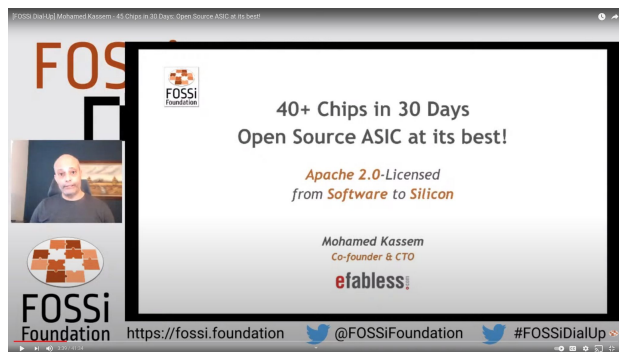 [FOSSi Dial-Up] Mohamed Kassem - 45 Chips in 30 Days: Open Source ASIC at its best!
FOS
FOSSi
Foundation
40+ Chips in 30 Days
Open Source ASIC at its best!
Apache 2.0-Licensed
from Software to Silicon
Mohamed Kassem
Co-founder & CTO
efabless
FOSSi
Foundation
https://fossi.foundation
@FOSSiFoundation
#FOSSiDialUp